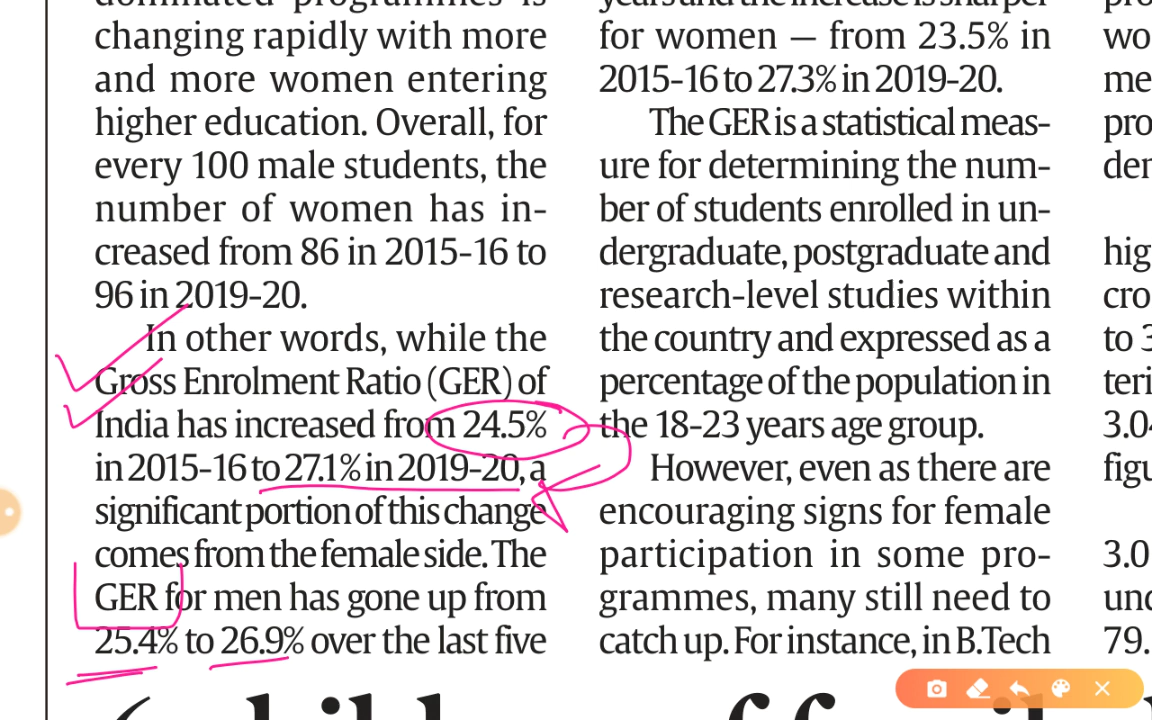 changing rapidly with more
and more women entering
higher education. Overall, for
every 100 male students, the
number of women has in-
creased from 86 in 2015-16 to
96 in 2019-20.
In other words, while the
Gross Enrolment Ratio (GER) of
India has increased from 24.5%
in 2015-16 to 27.1% in 2019-20, a
significant portion of this change
comes from the female side. The
GER for men has gone up from
25.4% to 26.9% over the last five
for women — from 23.5% in
2015-16 to 27.3% in 2019-20.
The GER is a statistical meas-
ure for determining the num-
ber of students enrolled in un-
dergraduate, postgraduate and
research-level studies within
the country and expressed as a
percentage of the population in
the 18-23 years age group.
However, even as there are
encouraging signs for female
participation in some pro-
grammes, many still need to
catch up. For instance, in B.Tech